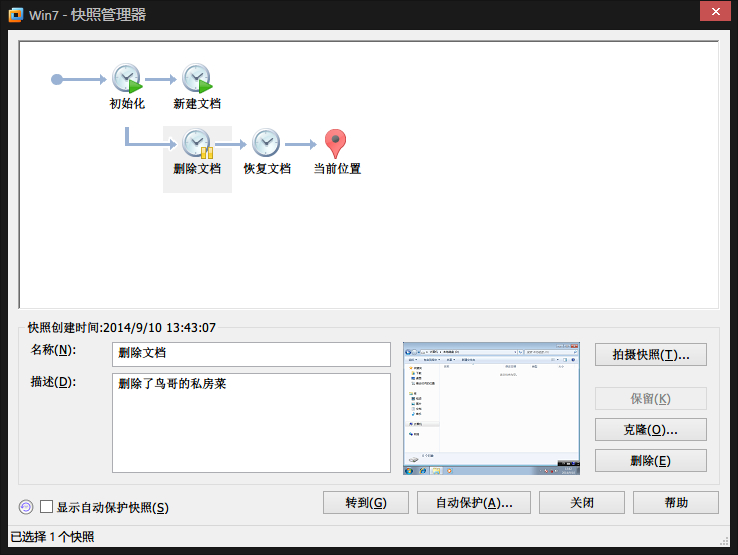 Win7 - 快照管理器
初始化
新建文档
删除文档
恢复文档
当前位置
快照创建时间:2014/9/10 13:43:07
名称(N):
删除文档
拍摄快照(T)...
描述(D):
删除了鸟哥的私房菜
保留(K)
克隆(O)...
删除(E)
显示自动保护快照(S)
转到(G)
自动保护(A)...
关闭
帮助
已选择 1 个快照